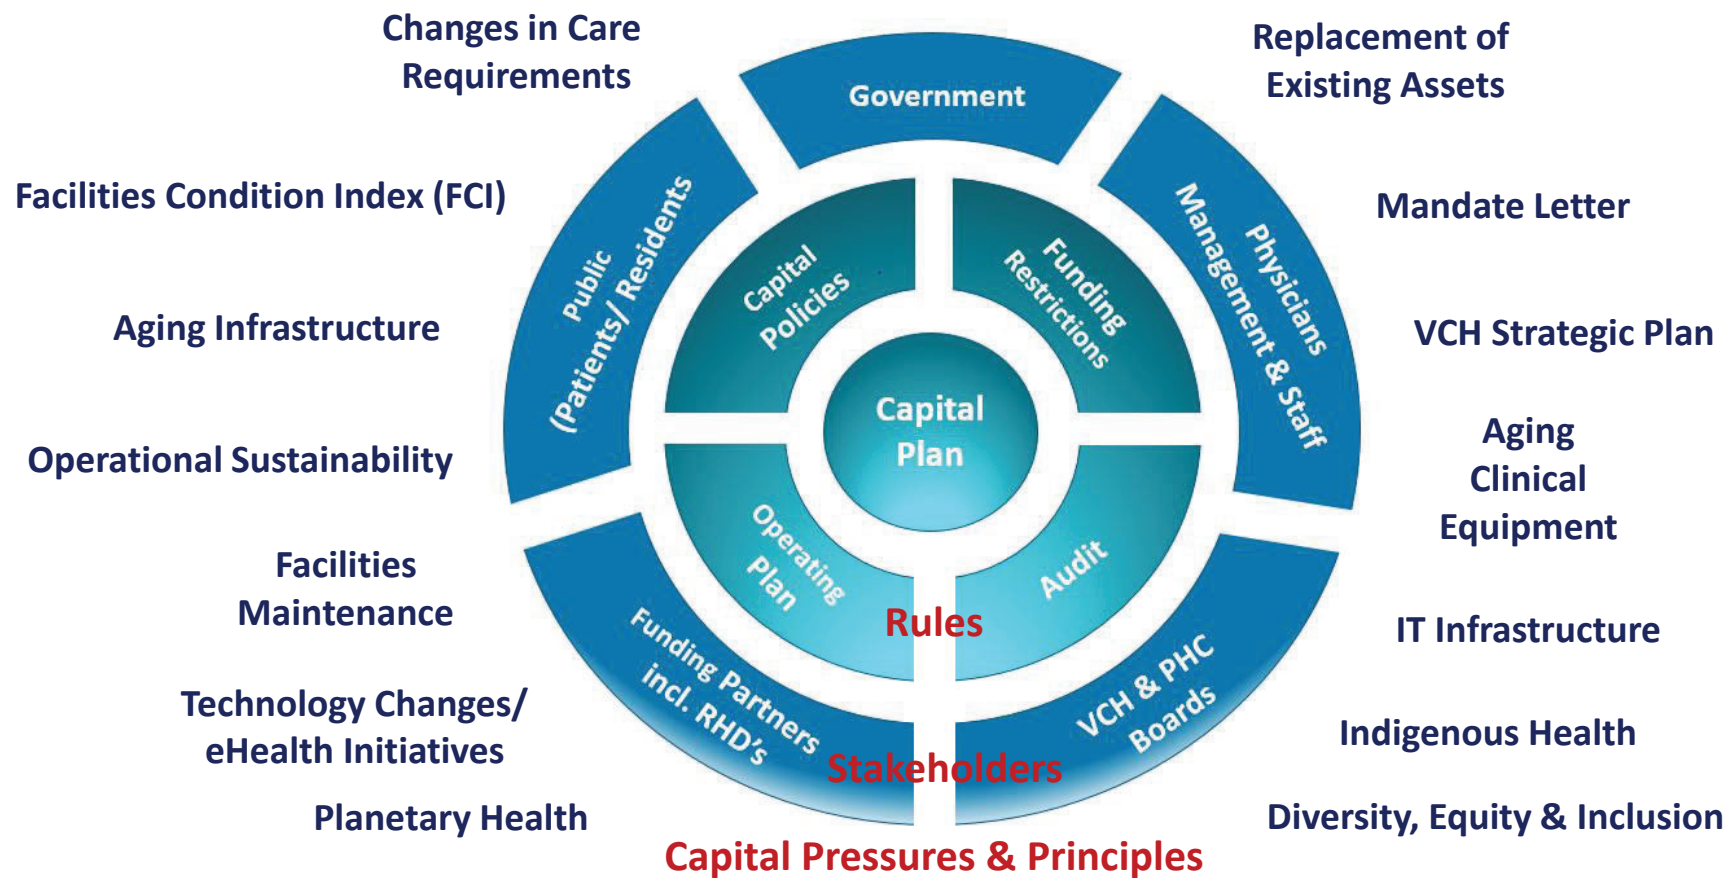 Changes in Care
Requirements
Replacement of
Existing Assets
Government
Facilities Condition Index (FCI)
Mandate Letter
Public
(Patients/ Residents
Physicians
Management & Staff
Capital
Policies
Funding
Restrictions
Aging Infrastructure
VCH Strategic Plan
Capital
Plan
Operational Sustainability
Aging
Clinical
Equipment
Operating
Plan
Audit
Facilities
Maintenance
Rules
IT Infrastructure
Funding Partners
incl. RHD's
VCH & PHC
Boards
Technology Changes/
eHealth Initiatives
Indigenous Health
Stakeholders
Planetary Health
Diversity, Equity & Inclusion
Capital Pressures & Principles